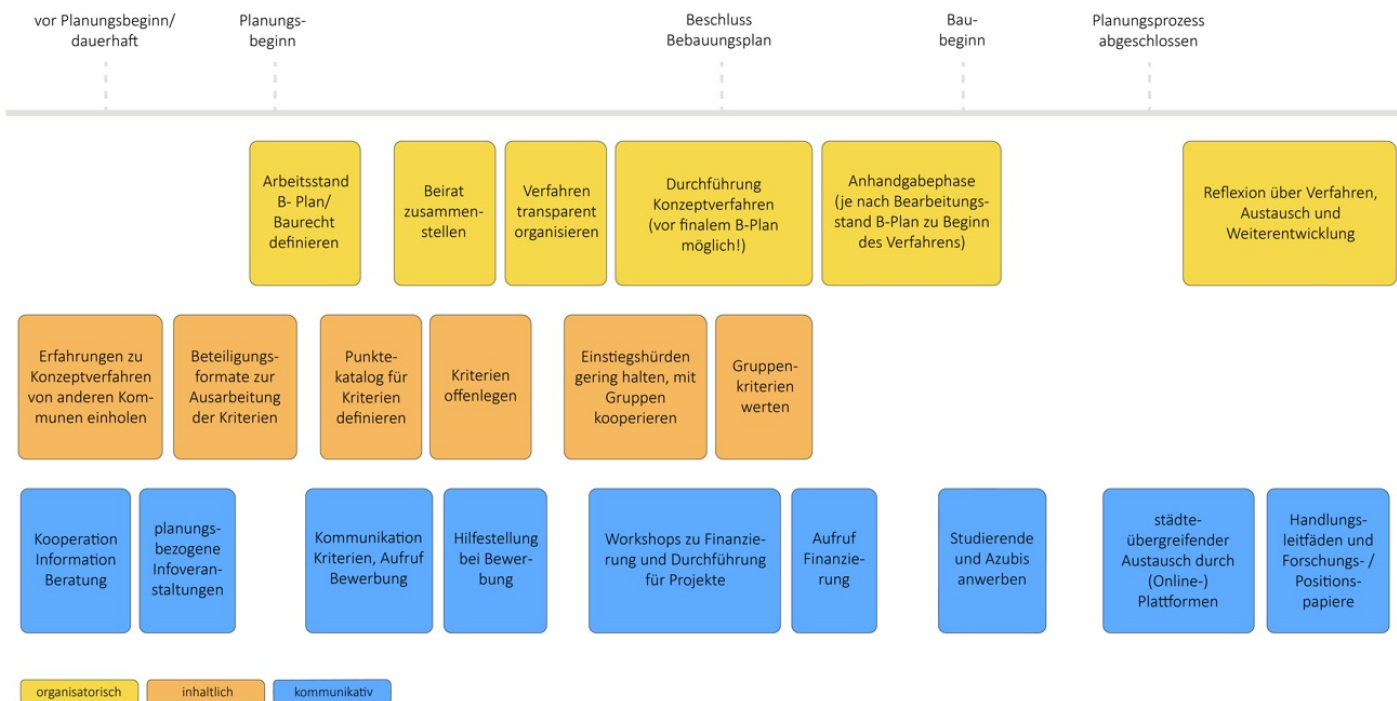 vor Planungsbeginn/
dauerhaft
Planungs-
beginn
Beschluss
Bebauungsplan
Bau-
beginn
Planungsprozess
abgeschlossen
Arbeitsstand
B- Plan/
Baurecht
definieren
Beirat
zusammen-
stellen
Verfahren
transparent
organisieren
Durchführung
Konzeptverfahren
(vor finalem B-Plan
möglich!)
Anhandgabephase
(je nach Bearbeitungs-
stand B-Plan zu Beginn
des Verfahrens)
Reflexion über Verfahren,
Austausch und
Weiterentwicklung
Erfahrungen zu
Konzeptverfahren
von anderen Kom-
munen einholen
Beteiligungs-
formate zur
Ausarbeitung
der Kriterien
Punkte-
katalog für
Kriterien
definieren
Kriterien
offenlegen
Einstiegshürden
gering halten, mit
Gruppen
kooperieren
Gruppen-
kriterien
werten
Kooperation
Information
Beratung
planungs-
bezogene
Infoveran-
staltungen
Kommunikation
Kriterien, Aufruf
Bewerbung
Hilfestellung
bei Bewer-
bung
Workshops zu Finanzie-
rung und Durchführung
für Projekte
Aufruf
Finanzie-
rung
Studierende
und Azubis
anwerben
städte-
übergreifender
Austausch durch
(Online-)
Plattformen
Handlungs-
leitfäden und
Forschungs- /
Positions-
papiere
organisatorisch
inhaltlich
kommunikativ